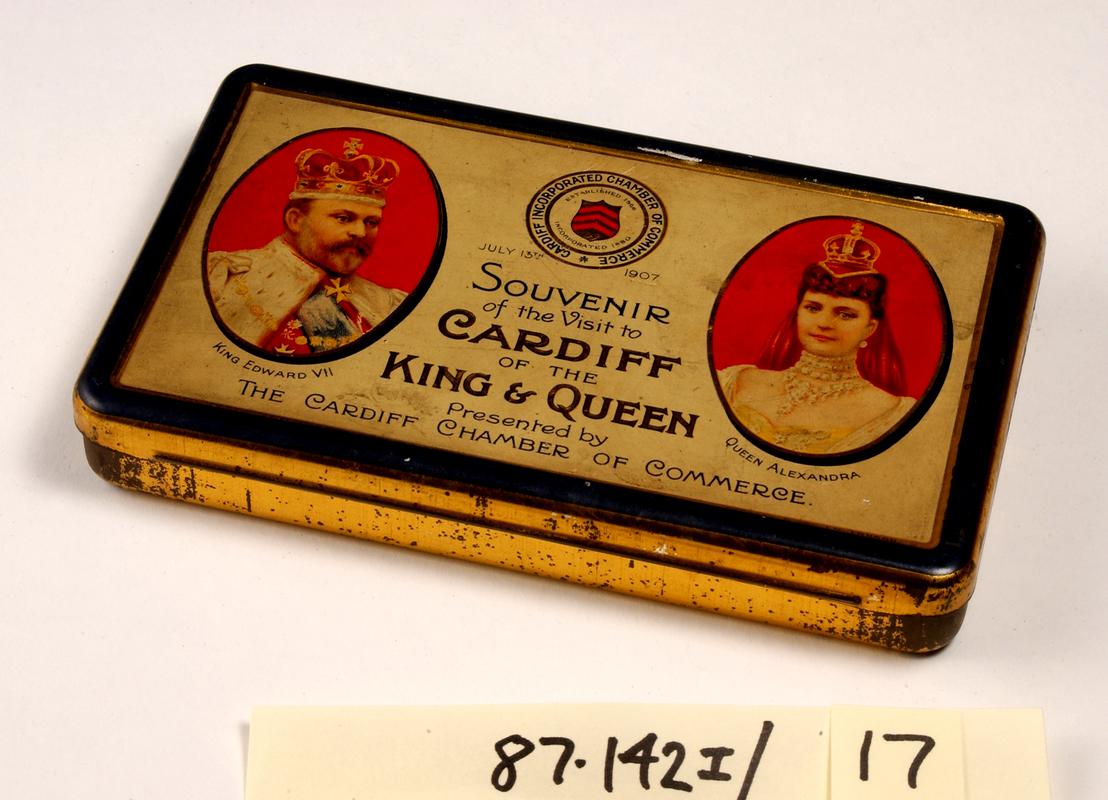 CARDIFF INCORPORATED CHAMBER OF COMMERCE *
ESTABLISHED 1866
INCORPORATED 1880
JULY 13TH 1907
SOUVENIR
of the Visit to
CARDIFF
OF THE
KING & QUEEN
Presented by
THE CARDIFF CHAMBER OF COMMERCE.
KING EDWARD VII
QUEEN ALEXANDRA
87.142I/17